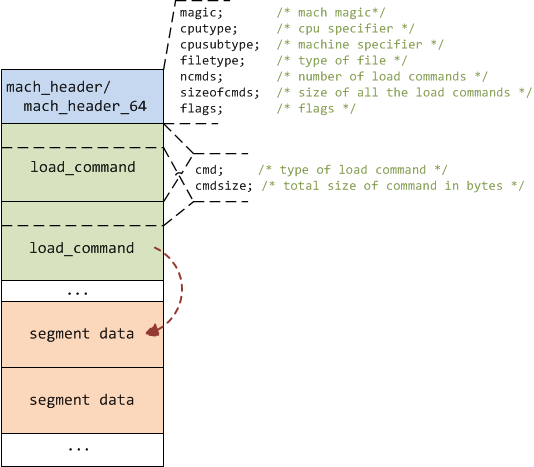 magic;       /* mach magic*/
cputype;     /* cpu specifier */
cpusubtype;  /* machine specifier */
filetype;    /* type of file */
ncmds;       /* number of load commands */
sizeofcmds;  /* size of all the load commands */
flags;       /* flags */
mach_header/
mach_header_64
load_command
cmd;     /* type of load command */
cmdsize; /* total size of command in bytes */
load_command
...
segment data
segment data
...